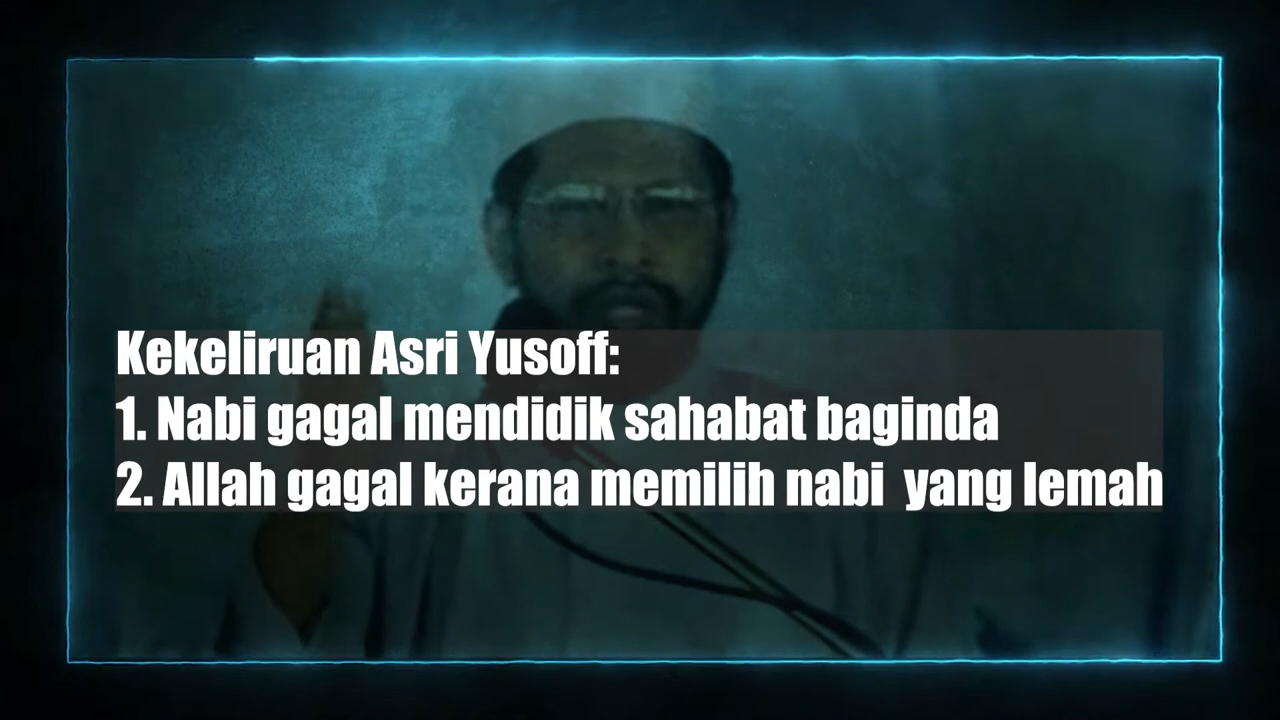 Kekeliruan Asri Yusoff:
1. Nabi gagal mendidik sahabat baginda
2. Allah gagal kerana memilih nabi  yang lemah